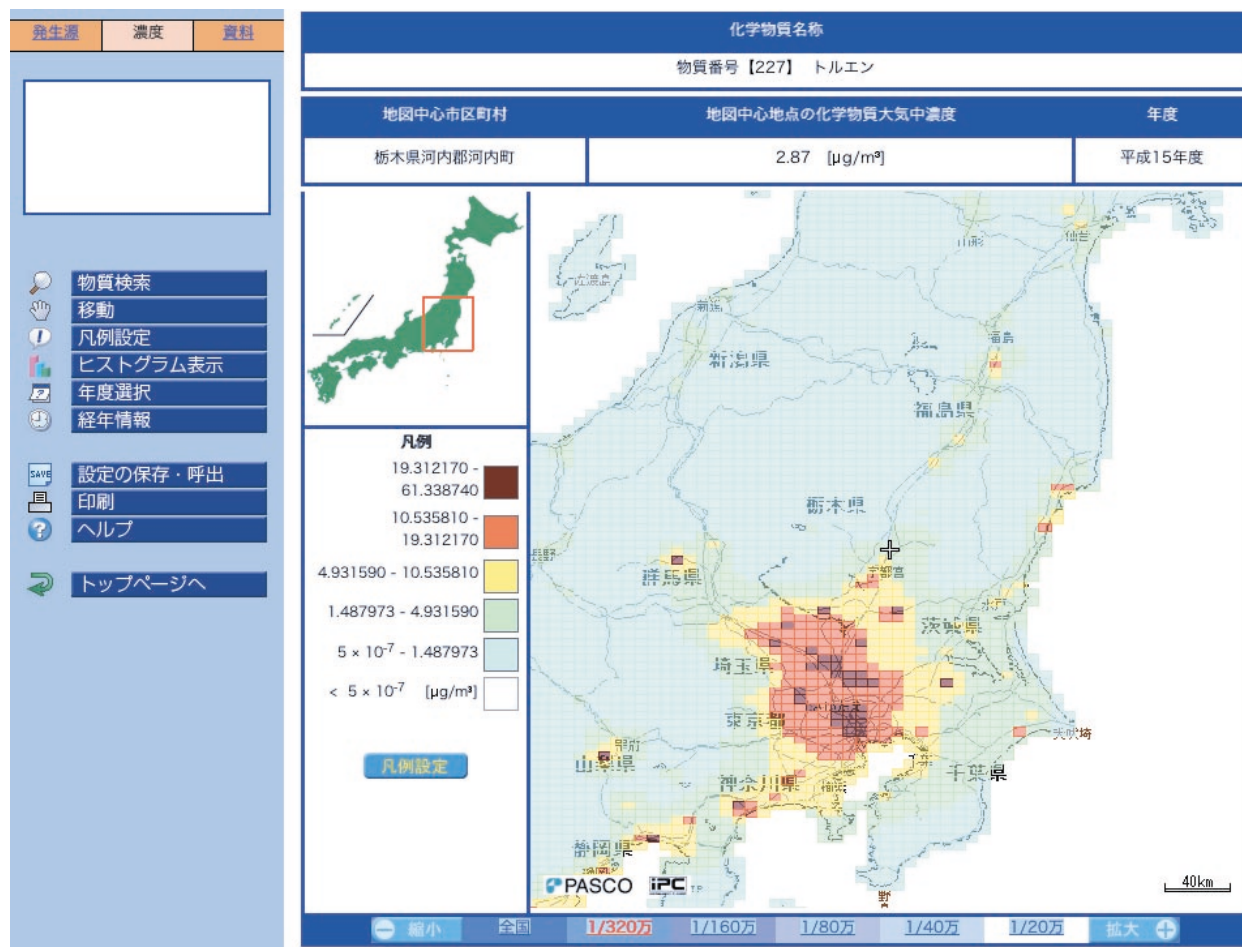 発生源
濃度
資料
物質検索
移動
凡例設定
ヒストグラム表示
年度選択
経年情報
SAVE
設定の保存・呼出
印刷
ヘルプ
トップページへ
化学物質名称
物質番号【227】 トルエン
地図中心市区町村
地図中心地点の化学物質大気中濃度
年度
栃木県河内郡河内町
2.87 [μg/m³]
平成15年度
凡例
19.312170 -
61.338740
10.535810 -
19.312170
4.931590 - 10.535810
1.487973 - 4.931590
5 × 10⁻⁷ - 1.487973
< 5 × 10⁻⁷ [μg/m³]
凡例設定
山形
仙台
佐渡島
新潟
新潟県
福島
福島県
栃木県
長野
宇都宮
群馬県
水戸
茨城県
埼玉県
東京都
犬吠埼
甲府
山梨県
千葉県
神奈川県
横浜
静岡県
静岡
PASCO iPC
野
40km
縮小
全国
1/320万
1/160万
1/80万
1/40万
1/20万
拡大